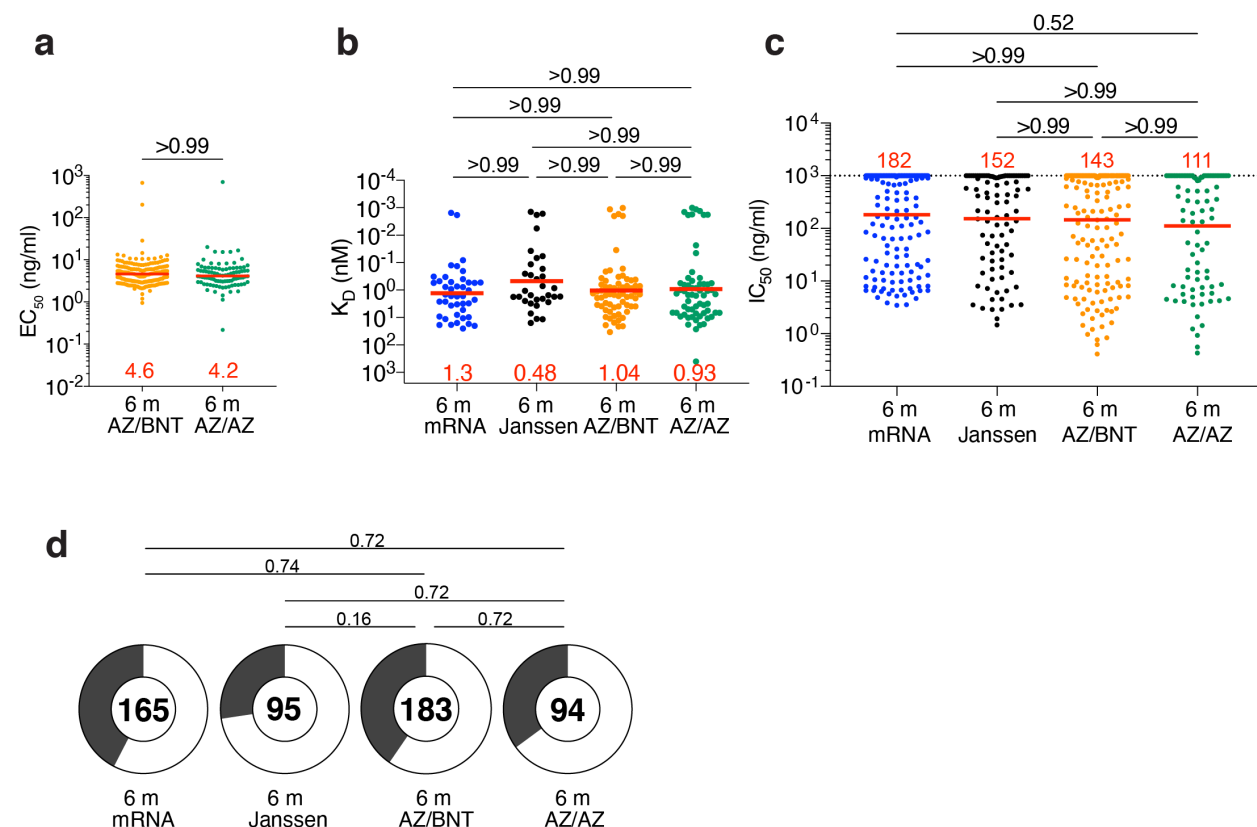 a
>0.99
EC50 (ng/ml)
10^3
10^2
10^1
10^0
10^-1
10^-2
4.6
4.2
6 m
AZ/BNT
6 m
AZ/AZ
b
>0.99
>0.99
>0.99
>0.99
>0.99
>0.99
KD (nM)
10^-4
10^-3
10^-2
10^-1
10^0
10^1
10^2
10^3
1.3
0.48
1.04
0.93
6 m
mRNA
6 m
Janssen
6 m
AZ/BNT
6 m
AZ/AZ
c
0.52
>0.99
>0.99
>0.99
>0.99
IC50 (ng/ml)
10^4
10^3
10^2
10^1
10^0
10^-1
182
152
143
111
6 m
mRNA
6 m
Janssen
6 m
AZ/BNT
6 m
AZ/AZ
d
0.72
0.74
0.72
0.16
0.72
165
95
183
94
6 m
mRNA
6 m
Janssen
6 m
AZ/BNT
6 m
AZ/AZ